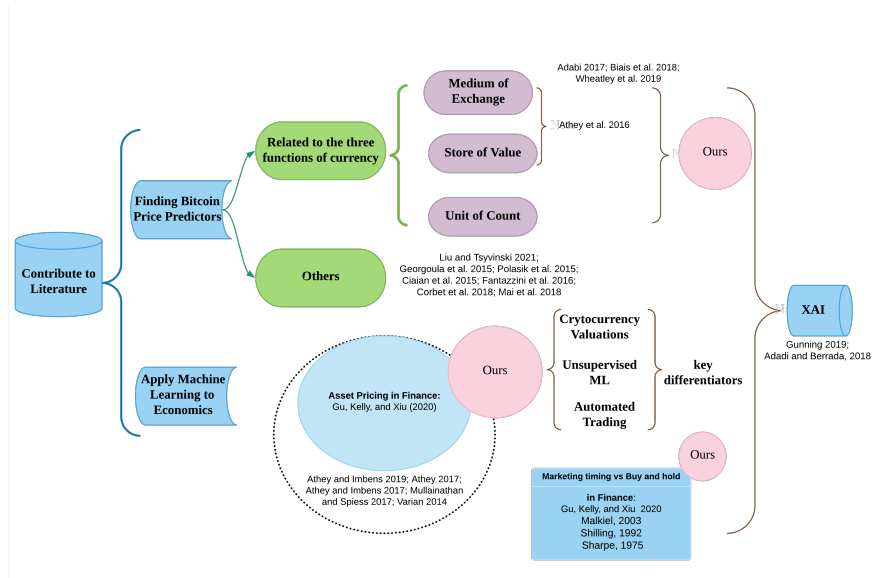 Contribute to
Literature
Finding Bitcoin
Price Predictors
Apply Machine
Learning to
Economics
Related to the three
functions of currency
Others
Medium of
Exchange
Store of Value
Unit of Count
Adabi 2017; Biais et al. 2018;
Wheatley et al. 2019
Athey et al. 2016
Ours
Liu and Tsyvinski 2021;
Georgoula et al. 2015; Polasik et al. 2015;
Ciaian et al. 2015; Fantazzini et al. 2016;
Corbet et al. 2018; Mai et al. 2018
Asset Pricing in Finance:
Gu, Kelly, and Xiu (2020)
Athey and Imbens 2019; Athey 2017;
Athey and Imbens 2017; Mullainathan
and Spiess 2017; Varian 2014
Ours
Crytocurrency
Valuations
Unsupervised
ML
Automated
Trading
key
differentiators
Ours
Marketing timing vs Buy and hold
in Finance:
Gu, Kelly, and Xiu 2020
Malkiel, 2003
Shilling, 1992
Sharpe, 1975
XAI
Gunning 2019;
Adadi and Berrada, 2018